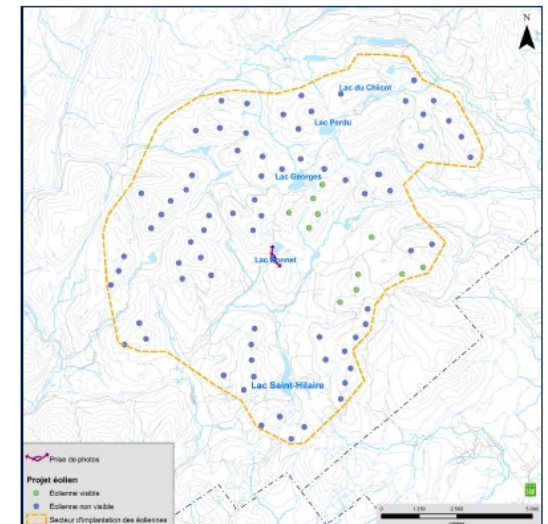 N
Lac du Chicot
Lac Perdu
Lac Georges
Lac Bonnet
Lac Saint-Hilaire
Prise de photos
Projet éolien
Éolienne visible
Éolienne non visible
Secteur d'implantation des éoliennes
0 1 250 2 500 5 000